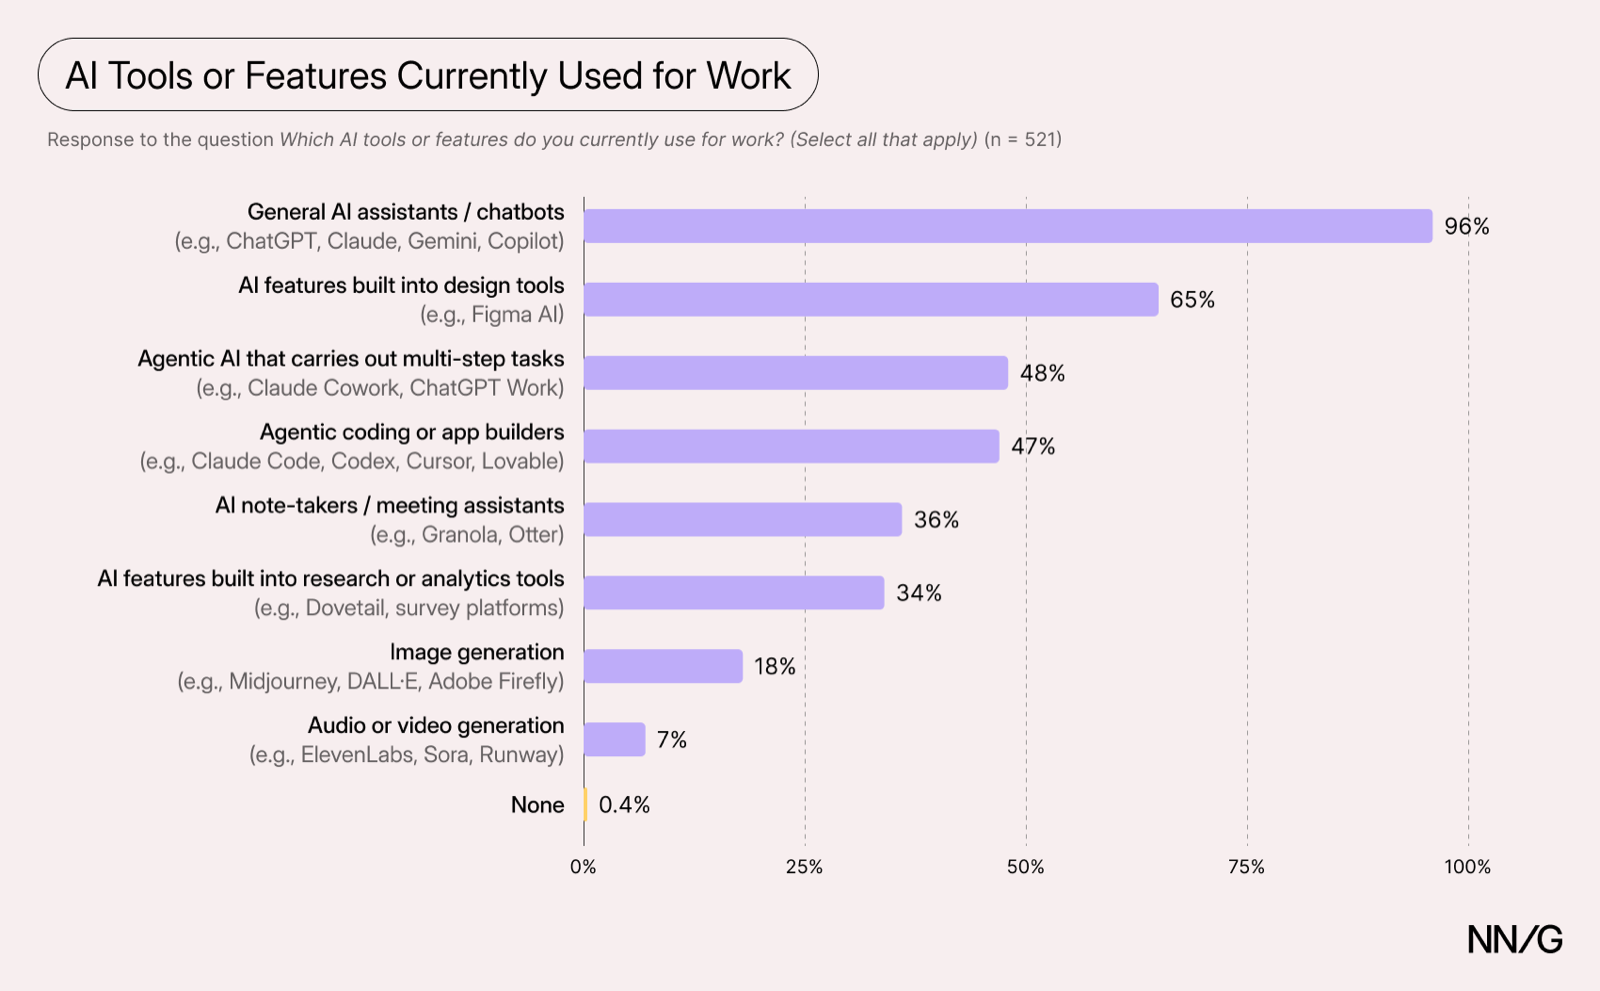 AI Tools or Features Currently Used for Work
Response to the question Which AI tools or features do you currently use for work? (Select all that apply) (n = 521)
General AI assistants / chatbots
(e.g., ChatGPT, Claude, Gemini, Copilot)
96%
AI features built into design tools
(e.g., Figma AI)
65%
Agentic AI that carries out multi-step tasks
(e.g., Claude Cowork, ChatGPT Work)
48%
Agentic coding or app builders
(e.g., Claude Code, Codex, Cursor, Lovable)
47%
AI note-takers / meeting assistants
(e.g., Granola, Otter)
36%
AI features built into research or analytics tools
(e.g., Dovetail, survey platforms)
34%
Image generation
(e.g., Midjourney, DALL·E, Adobe Firefly)
18%
Audio or video generation
(e.g., ElevenLabs, Sora, Runway)
7%
None
0.4%
0% 25% 50% 75% 100%
NN/G